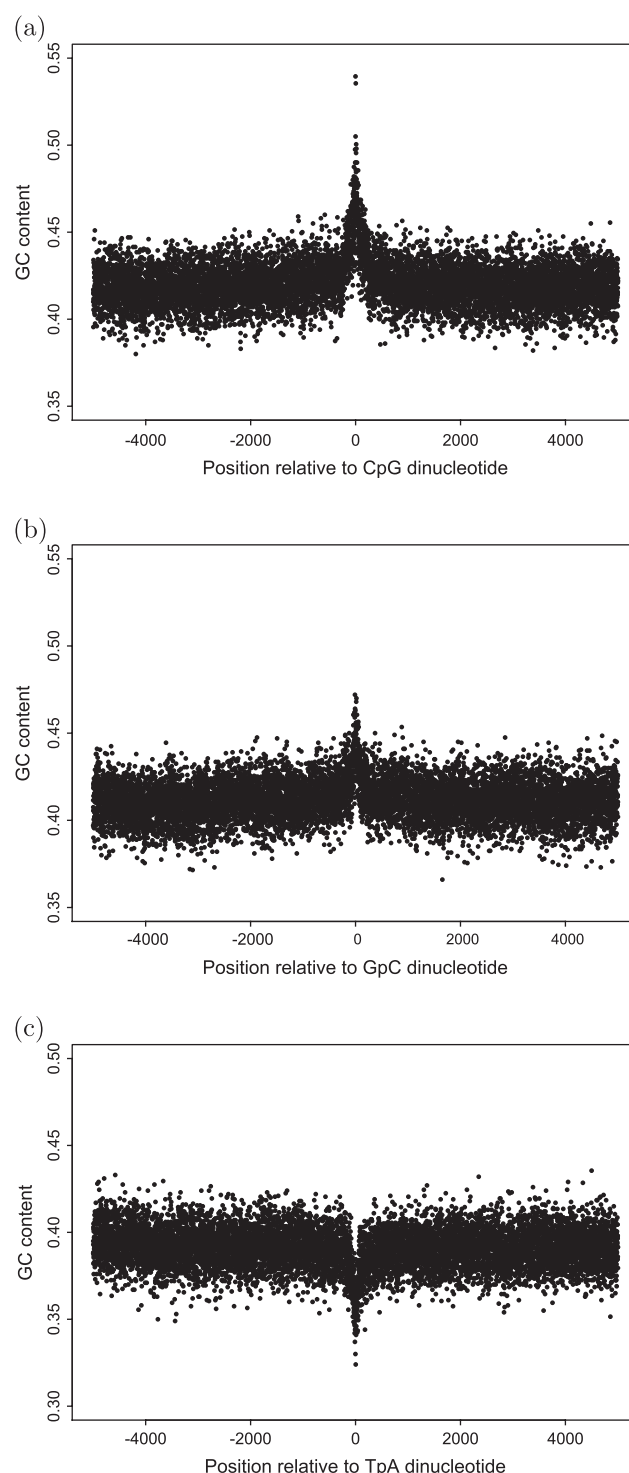 (a)
0.55
0.50
0.45
0.40
0.35
GC content
-4000 -2000 0 2000 4000
Position relative to CpG dinucleotide
(b)
0.55
0.50
0.45
0.40
0.35
GC content
-4000 -2000 0 2000 4000
Position relative to GpC dinucleotide
(c)
0.50
0.45
0.40
0.35
0.30
GC content
-4000 -2000 0 2000 4000
Position relative to TpA dinucleotide